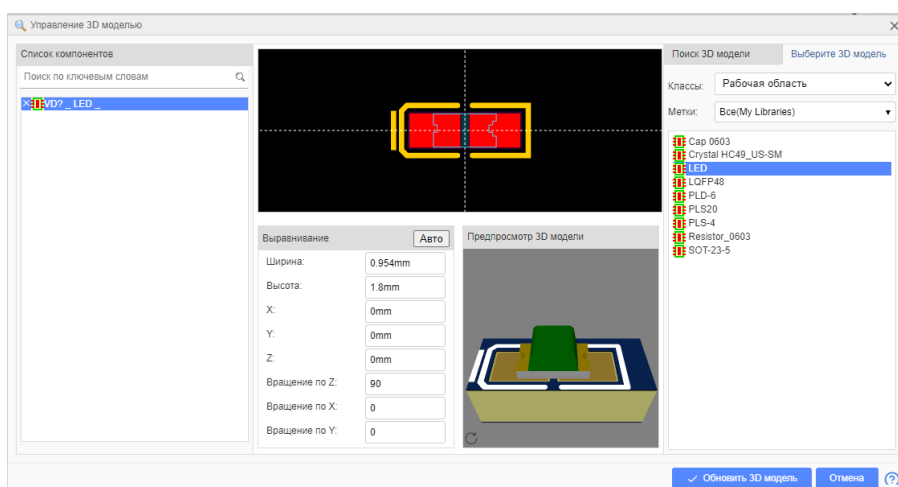 Управление 3D моделью
Список компонентов
Поиск по ключевым словам
VD? _ LED _
Выравнивание
Авто
Ширина:
0.954mm
Высота:
1.8mm
X:
0mm
Y:
0mm
Z:
0mm
Вращение по Z:
90
Вращение по X:
0
Вращение по Y:
0
Предпросмотр 3D модели
Поиск 3D модели
Выберите 3D модель
Классы:
Рабочая область
Метки:
Все(My Libraries)
Cap 0603
Crystal HC49_US-SM
LED
LQFP48
PLD-6
PLS20
PLS-4
Resistor_0603
SOT-23-5
Обновить 3D модель
Отмена
?